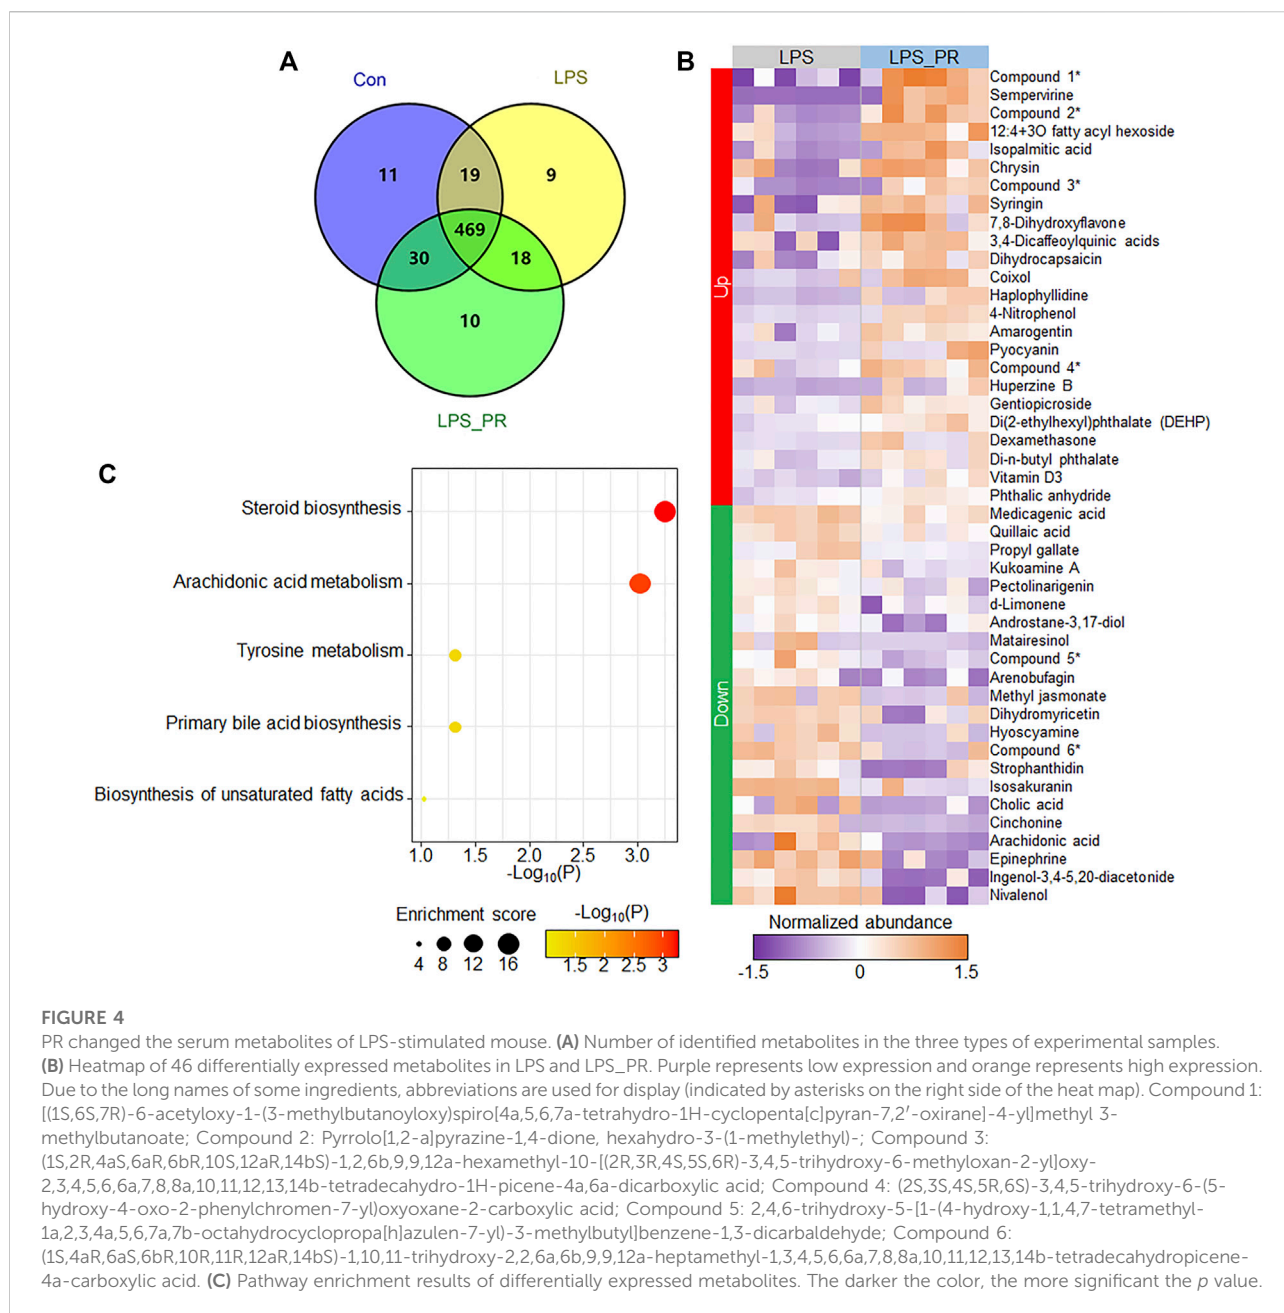 A
Con
LPS
11
19
9
469
30
18
10
LPS_PR
B
LPS
LPS_PR
Up
Down
Compound 1*
Sempervirine
Compound 2*
12:4+3O fatty acyl hexoside
Isopalmitic acid
Chrysin
Compound 3*
Syringin
7,8-Dihydroxyflavone
3,4-Dicaffeoylquinic acids
Dihydrocapsaicin
Coixol
Haplophyllidine
4-Nitrophenol
Amarogentin
Pyocyanin
Compound 4*
Huperzine B
Gentiopicroside
Di(2-ethylhexyl)phthalate (DEHP)
Dexamethasone
Di-n-butyl phthalate
Vitamin D3
Phthalic anhydride
Medicagenic acid
Quillaic acid
Propyl gallate
Kukoamine A
Pectolinarigenin
d-Limonene
Androstane-3,17-diol
Matairesinol
Compound 5*
Arenobufagin
Methyl jasmonate
Dihydromyricetin
Hyoscyamine
Compound 6*
Strophanthidin
Isosakuranin
Cholic acid
Cinchonine
Arachidonic acid
Epinephrine
Ingenol-3,4-5,20-diacetonide
Nivalenol
Normalized abundance
-1.5 0 1.5
C
Steroid biosynthesis
Arachidonic acid metabolism
Tyrosine metabolism
Primary bile acid biosynthesis
Biosynthesis of unsaturated fatty acids
1.0 1.5 2.0 2.5 3.0
-Log10(P)
Enrichment score
4 8 12 16
-Log10(P)
1.5 2 2.5 3
FIGURE 4
PR changed the serum metabolites of LPS-stimulated mouse. (A) Number of identified metabolites in the three types of experimental samples.
(B) Heatmap of 46 differentially expressed metabolites in LPS and LPS_PR. Purple represents low expression and orange represents high expression.
Due to the long names of some ingredients, abbreviations are used for display (indicated by asterisks on the right side of the heat map). Compound 1:
[(1S,6S,7R)-6-acetyloxy-1-(3-methylbutanoyloxy)spiro[4a,5,6,7a-tetrahydro-1H-cyclopenta[c]pyran-7,2′-oxirane]-4-yl]methyl 3-
methylbutanoate; Compound 2: Pyrrolo[1,2-a]pyrazine-1,4-dione, hexahydro-3-(1-methylethyl)-; Compound 3:
(1S,2R,4aS,6aR,6bR,10S,12aR,14bS)-1,2,6b,9,9,12a-hexamethyl-10-[(2R,3R,4S,5S,6R)-3,4,5-trihydroxy-6-methyloxan-2-yl]oxy-
2,3,4,5,6,6a,7,8,8a,10,11,12,13,14b-tetradecahydro-1H-picene-4a,6a-dicarboxylic acid; Compound 4: (2S,3S,4S,5R,6S)-3,4,5-trihydroxy-6-(5-
hydroxy-4-oxo-2-phenylchromen-7-yl)oxyoxane-2-carboxylic acid; Compound 5: 2,4,6-trihydroxy-5-[1-(4-hydroxy-1,1,4,7-tetramethyl-
1a,2,3,4a,5,6,7a,7b-octahydrocyclopropa[h]azulen-7-yl)-3-methylbutyl]benzene-1,3-dicarbaldehyde; Compound 6:
(1S,4aR,6aS,6bR,10R,11R,12aR,14bS)-1,10,11-trihydroxy-2,2,6a,6b,9,9,12a-heptamethyl-1,3,4,5,6,6a,7,8,8a,10,11,12,13,14b-tetradecahydropicene-
4a-carboxylic acid. (C) Pathway enrichment results of differentially expressed metabolites. The darker the color, the more significant the p value.